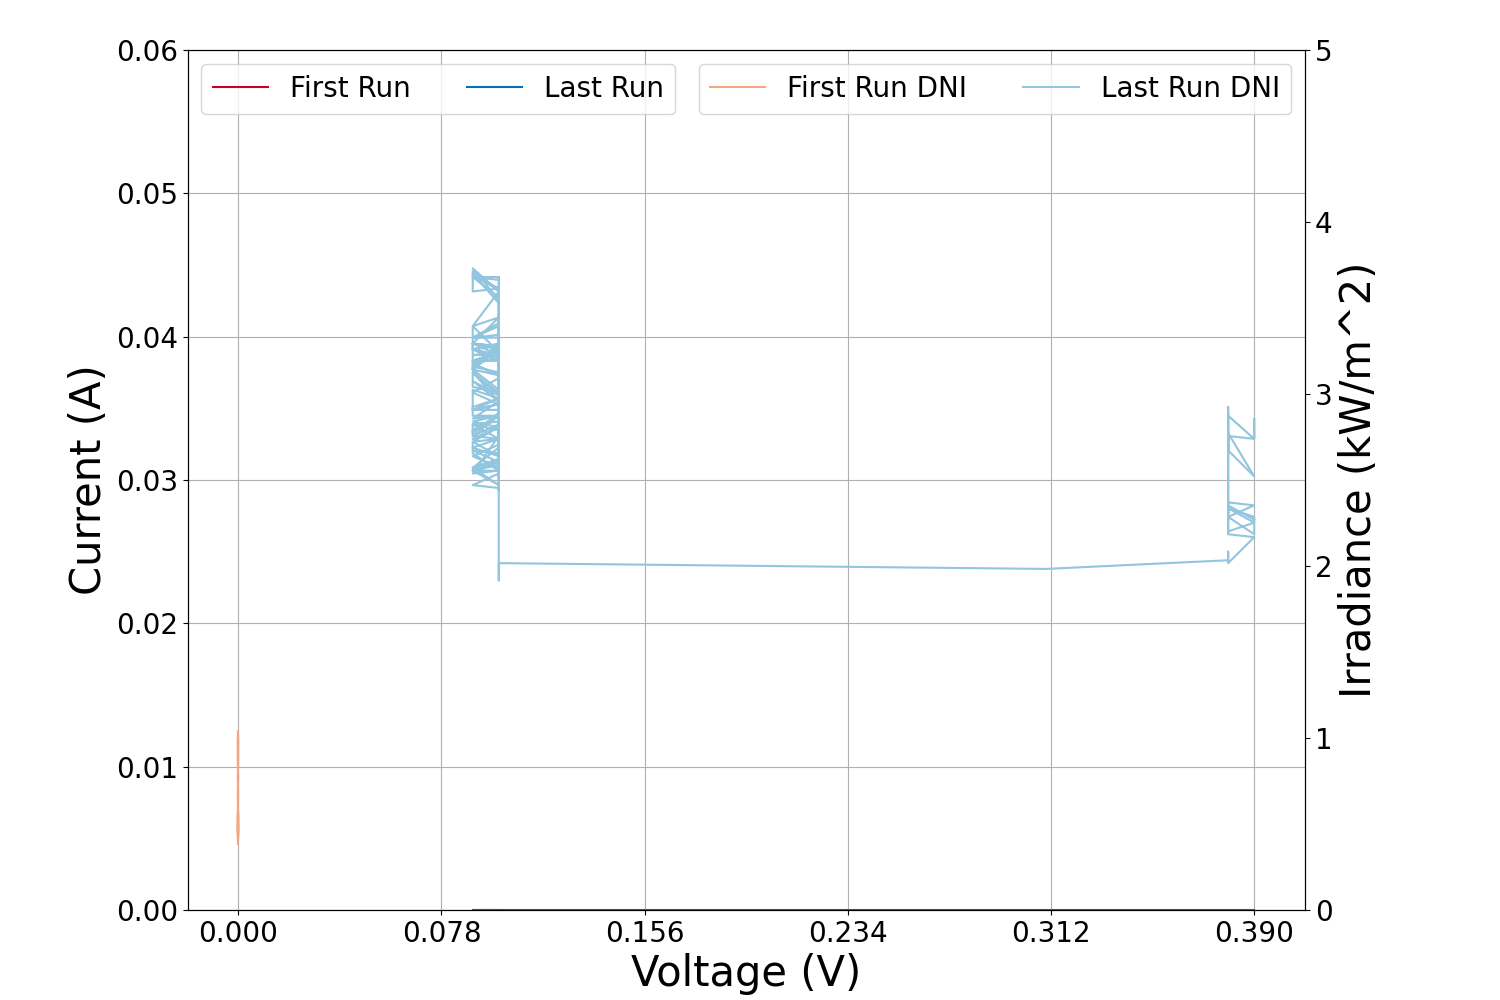 First Run
Last Run
First Run DNI
Last Run DNI
Current (A)
0.06
0.05
0.04
0.03
0.02
0.01
0.00
5
4
3
2
1
0
Irradiance (kW/m^2)
0.000
0.078
0.156
0.234
0.312
0.390
Voltage (V)